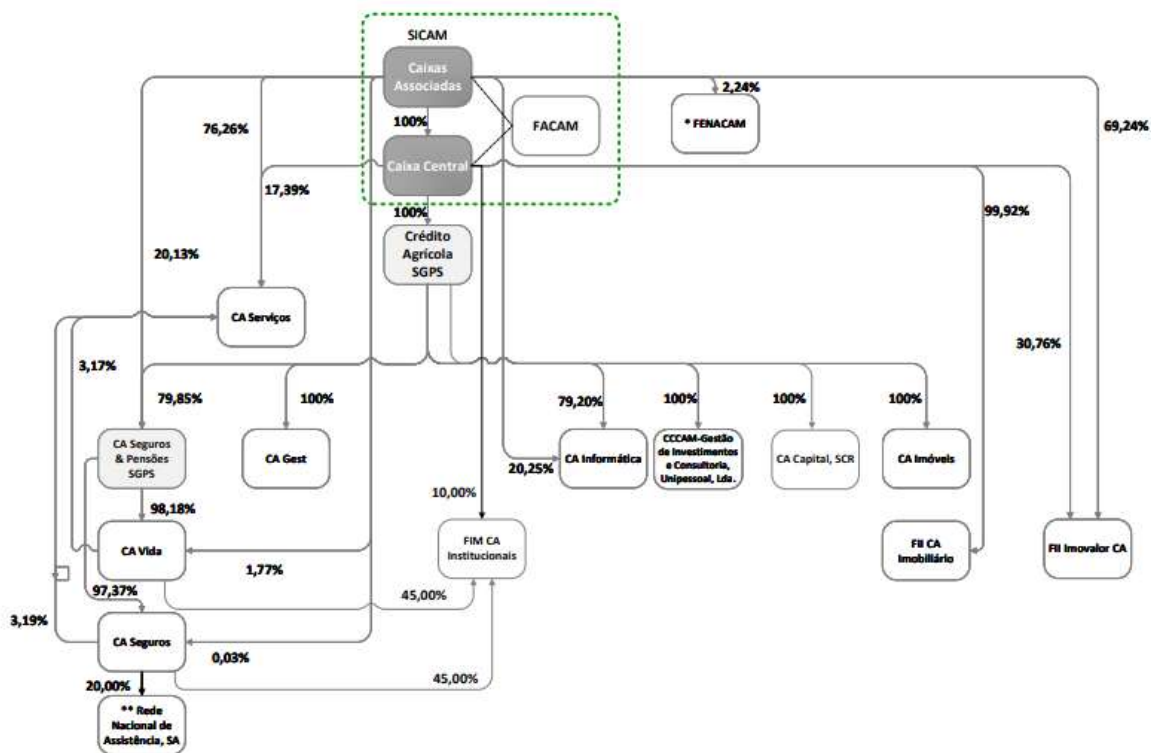 SICAM
Caixas
Associadas
2,24%
FACAM
* FENACAM
100%
76,26%
69,24%
Caixa Central
17,39%
100%
99,92%
Crédito
Agrícola
SGPS
20,13%
CA Serviços
30,76%
3,17%
79,85%
100%
79,20%
100%
100%
100%
CA Seguros
& Pensões
SGPS
CA Gest
CA Informática
CCCAM-Gestão
de Investimentos
e Consultoria,
Unipessoal, Lda.
CA Capital, SCR
CA Imóveis
20,25%
10,00%
98,18%
CA Vida
FIM CA
Institucionais
FII CA
Imobiliário
FII Imovalor CA
1,77%
97,37%
45,00%
3,19%
CA Seguros
0,03%
45,00%
20,00%
** Rede
Nacional de
Assistência, SA